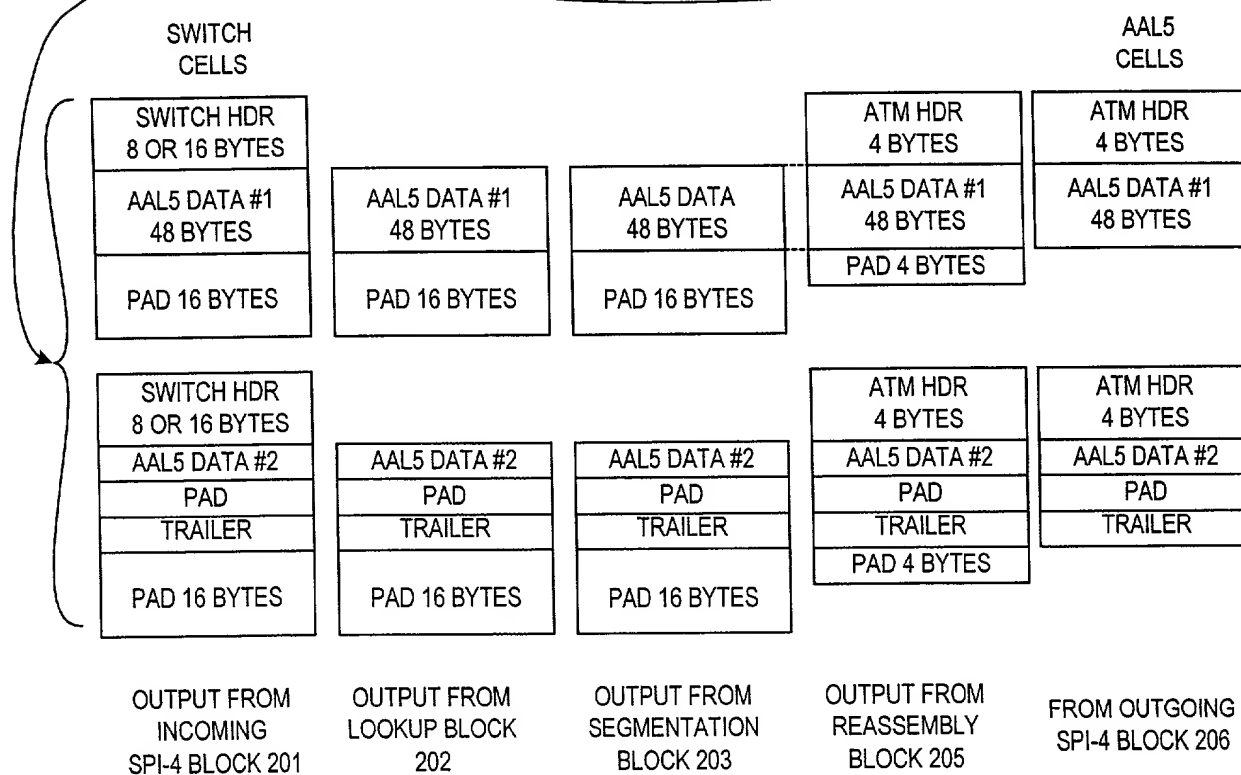 SWITCH
CELLS
AAL5
CELLS
SWITCH HDR
8 OR 16 BYTES
AAL5 DATA #1
48 BYTES
PAD 16 BYTES
AAL5 DATA #1
48 BYTES
PAD 16 BYTES
AAL5 DATA
48 BYTES
PAD 16 BYTES
ATM HDR
4 BYTES
AAL5 DATA #1
48 BYTES
PAD 4 BYTES
ATM HDR
4 BYTES
AAL5 DATA #1
48 BYTES
SWITCH HDR
8 OR 16 BYTES
AAL5 DATA #2
PAD
TRAILER
PAD 16 BYTES
AAL5 DATA #2
PAD
TRAILER
PAD 16 BYTES
AAL5 DATA #2
PAD
TRAILER
PAD 16 BYTES
ATM HDR
4 BYTES
AAL5 DATA #2
PAD
TRAILER
PAD 4 BYTES
ATM HDR
4 BYTES
AAL5 DATA #2
PAD
TRAILER
OUTPUT FROM
INCOMING
SPI-4 BLOCK 201
OUTPUT FROM
LOOKUP BLOCK
202
OUTPUT FROM
SEGMENTATION
BLOCK 203
OUTPUT FROM
REASSEMBLY
BLOCK 205
FROM OUTGOING
SPI-4 BLOCK 206